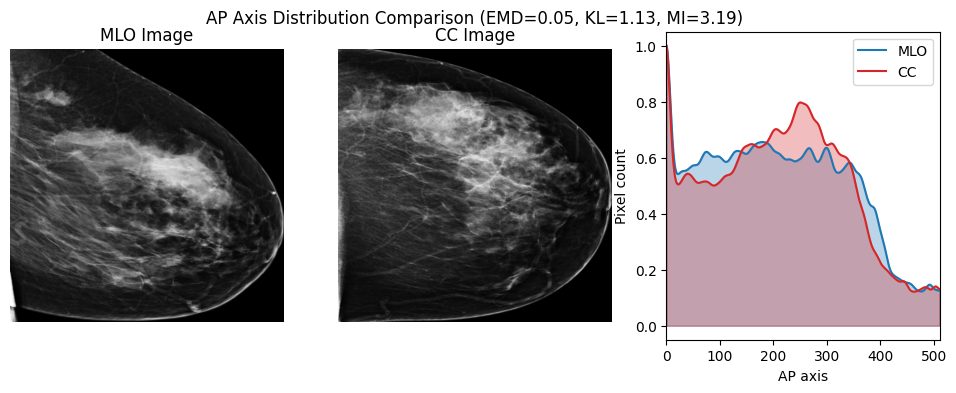 AP Axis Distribution Comparison (EMD=0.05, KL=1.13, MI=3.19)
MLO Image
CC Image
MLO
CC
1.0
0.8
0.6
0.4
0.2
0.0
Pixel count
0 100 200 300 400 500
AP axis